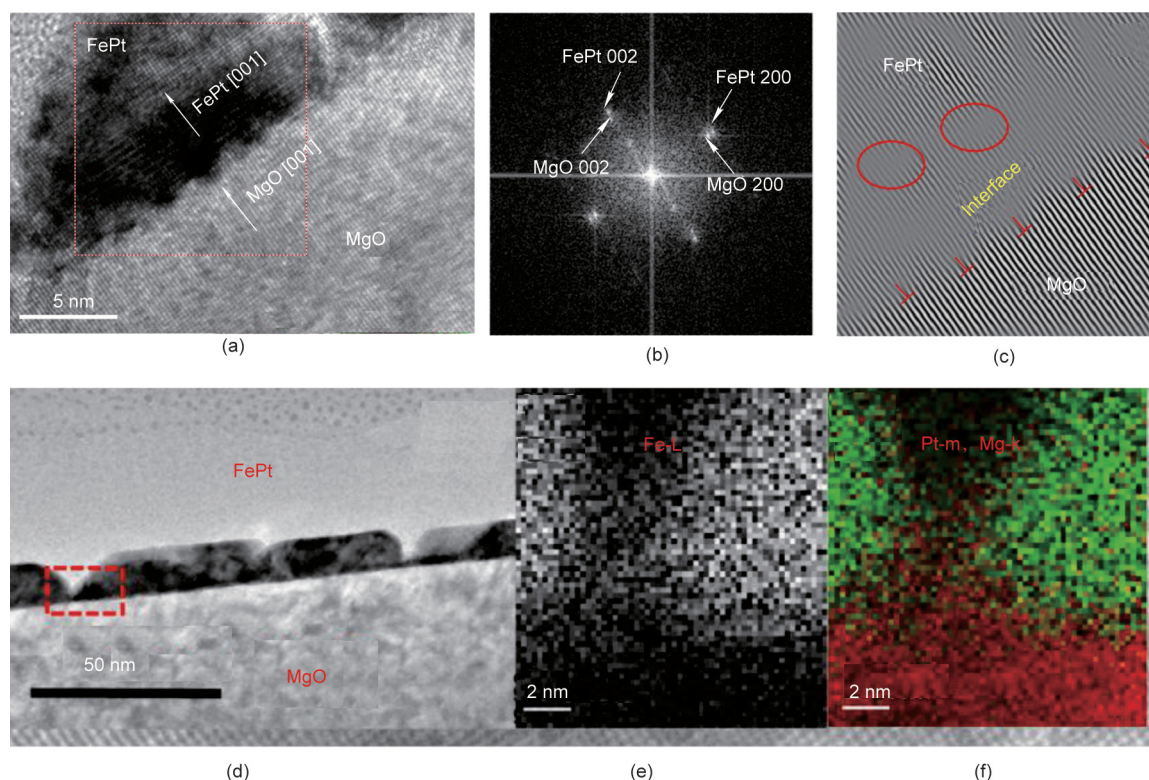 FePt
FePt [001]
MgO [001]
MgO
5 nm
(a)
FePt 002
FePt 200
MgO 002
MgO 200
(b)
FePt
Interface
MgO
(c)
FePt
50 nm
MgO
(d)
Fe-L
2 nm
(e)
Pt-m, Mg-k
2 nm
(f)